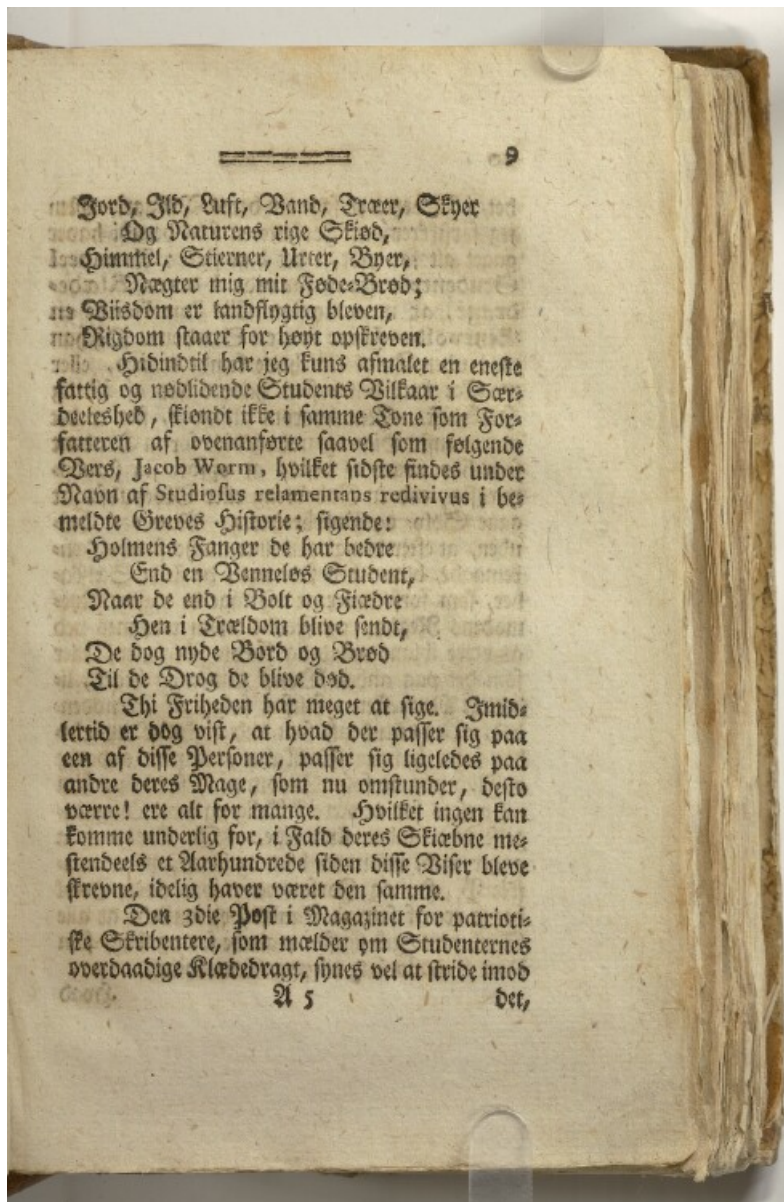 9
Jord, Ild, Luft, Vand, Træer, Skyer
Og Naturens rige Skiød,
Himmel, Stierner, Urter, Byer,
Nægter mig mit Føde-Brød;
Viisdom er landflygtig bleven,
Rigdom staaer for høyt opskreven.
Hidindtil har jeg kuns afmalet en eneste
fattig og nødlidende Students Vilkaar i Sær-
deeleshed, skiøndt ikke i samme Tone som For-
fatteren af ovenanførte saavel som følgende
Vers, Jacob Worm, hvilket sidste findes under
Navn af Studiosus relamentans redivivus i be-
meldte Greves Historie; sigende:
Holmens Fanger de har bedre
End en Venneløs Student,
Naar de end i Bolt og Fiædre
Hen i Trældom blive sendt,
De dog nyde Bord og Brød
Til de Drog de blive død.
Thi Friheden har meget at sige. Imid-
lertid er dog vist, at hvad der passer sig paa
een af disse Personer, passer sig ligeledes paa
andre deres Mage, som nu omstunder, desto
værre! ere alt for mange. Hvilket ingen kan
komme underlig for, i Fald deres Skiæbne me-
stendeels et Aarhundrede siden disse Viser bleve
skrevne, idelig haver været den samme.
Den 3die Post i Magazinet for patrioti-
ske Skribentere, som mælder om Studenternes
overdaadige Klædedragt, synes vel at stride imod
A 5 det,